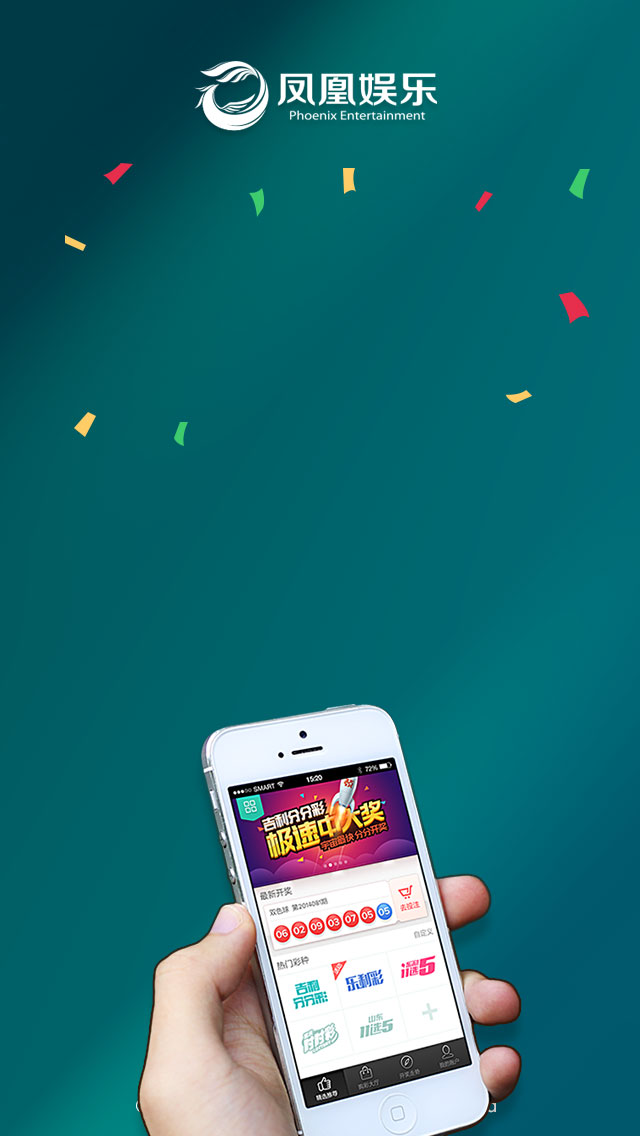 凤凰娱乐
Phoenix Entertainment
SMART
15:20
72%
吉利分分彩
极速中大奖
宇宙最快 分分开奖
最新开奖
双色球 第2014081期
06 02 09 03 07 05 05
去投注
自定义
热门彩种
吉利分分彩
乐利彩
11选5
山东
11选5
精选推荐
购彩大厅
开奖走势
我的账户